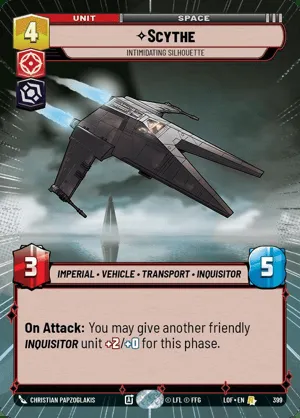 UNIT SPACE
4
✧SCYTHE
INTIMIDATING SILHOUETTE
3
5
IMPERIAL • VEHICLE • TRANSPORT • INQUISITOR
On Attack: You may give another friendly
INQUISITOR unit +2/+0 for this phase.
CHRISTIAN PAPZOGLAKIS © LFL © FFG LOF • EN 399